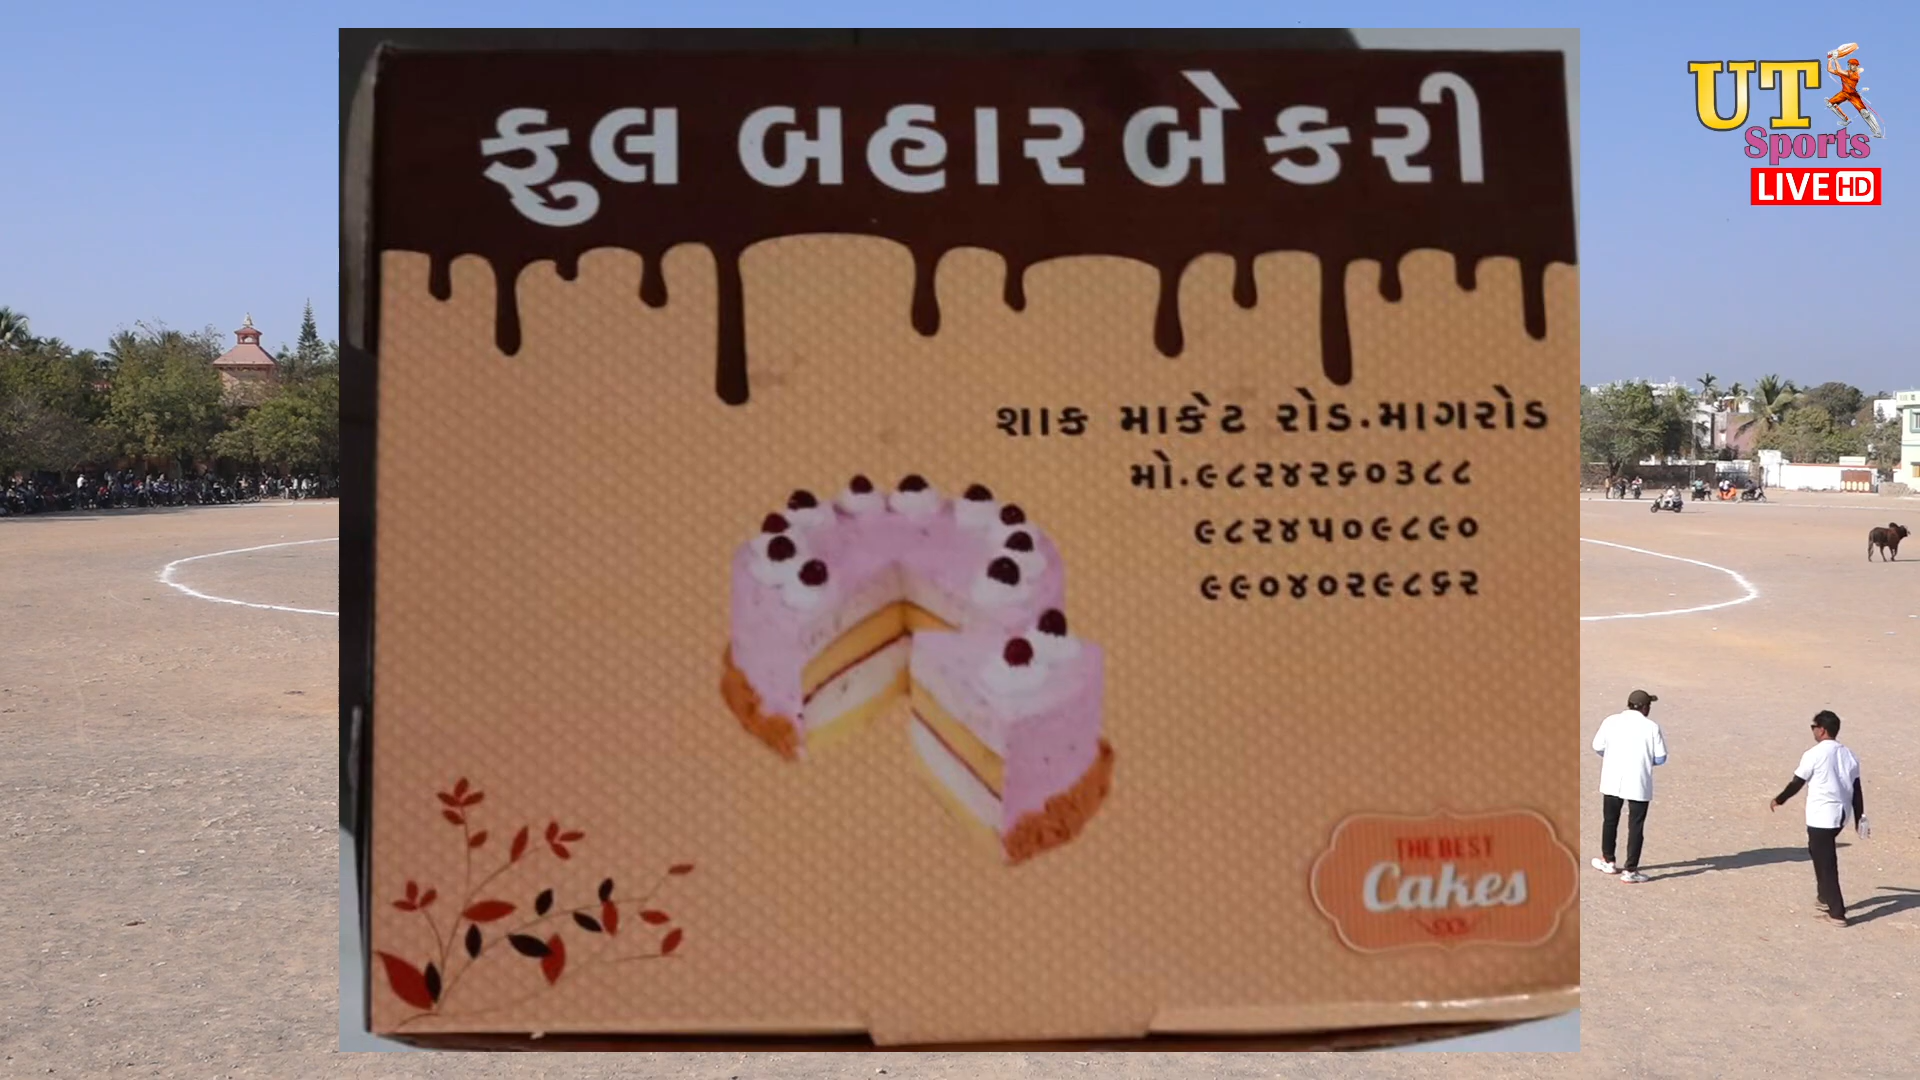 ફુલ બહાર બેકરી
શાક માકેટ રોડ.માગરોડ
મો.૯૮૨૪૨૬૦૩૮૮
૯૮૨૪૫૦૯૮૯૦
૯૯૦૪૦૨૯૮૬૨
THE BEST
Cakes
UT
Sports
LIVE HD